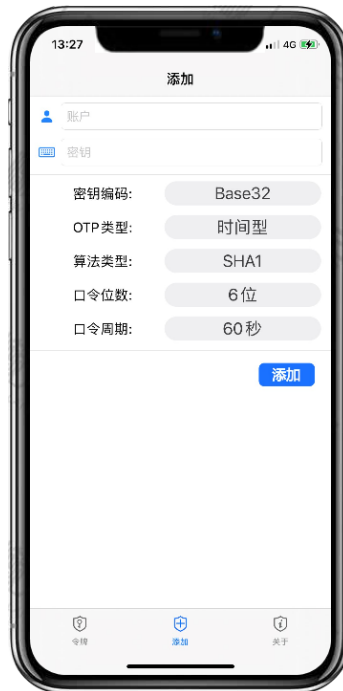 13:27
4G
添加
账户
密钥
密钥编码: Base32
OTP类型: 时间型
算法类型: SHA1
口令位数: 6位
口令周期: 60秒
添加
令牌 添加 关于